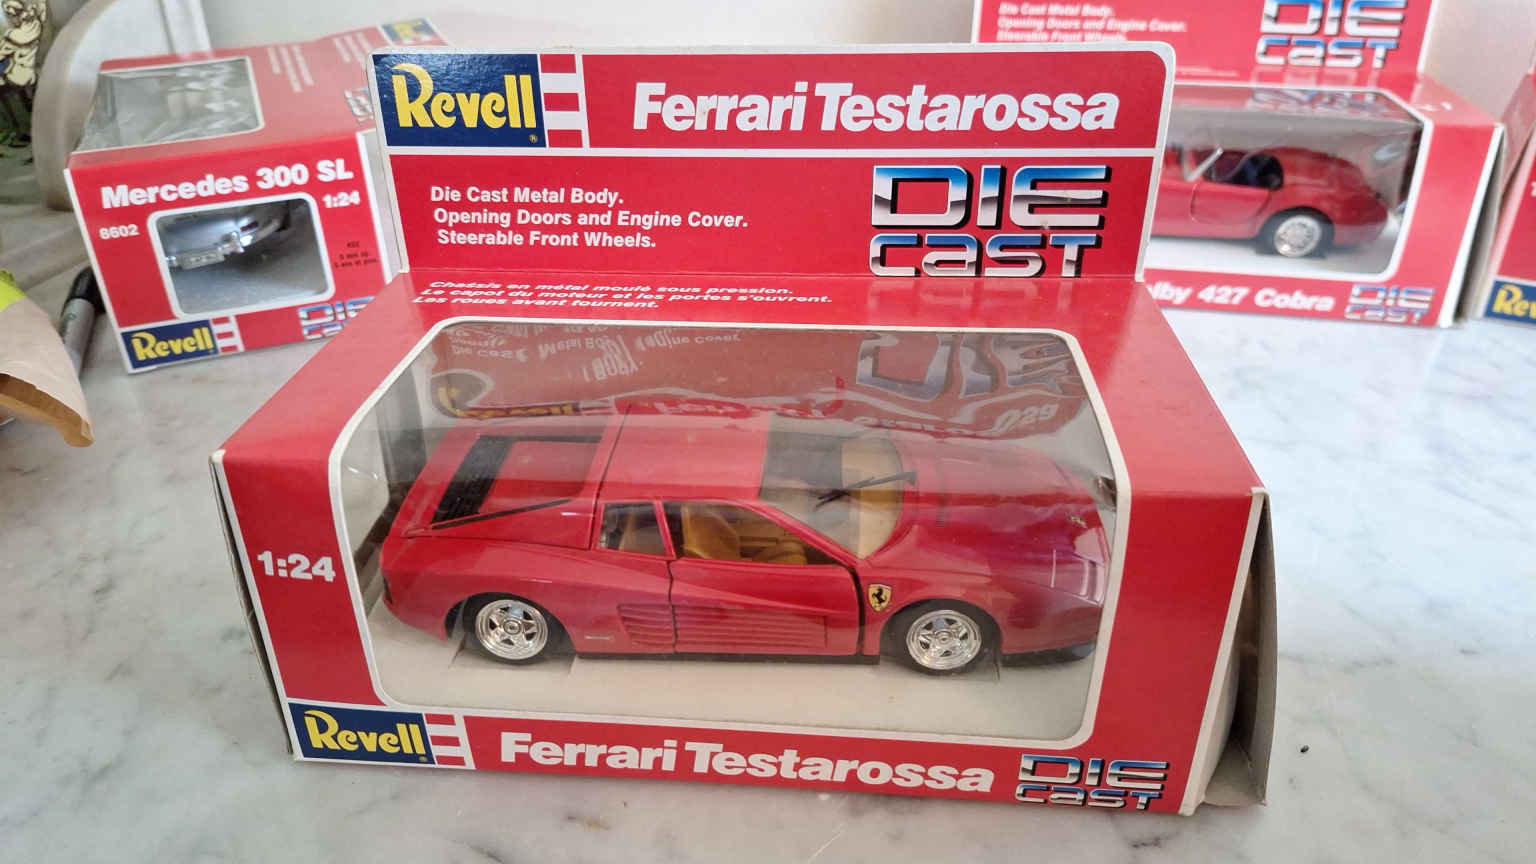 Die Cast Metal Body.
Opening Doors and Engine Cover.
Steerable Front Wheels.
DIE
CAST
Revell
Ferrari Testarossa
Die Cast Metal Body.
Opening Doors and Engine Cover.
Steerable Front Wheels.
DIE
CAST
Chassis en métal moulé sous pression.
Le capot du moteur et les portes s'ouvrent.
Les roues avant tournent.
1:24
Revell
Ferrari Testarossa
DIE
CAST
Mercedes 300 SL
8602
1:24
Revell
DIE
CAST
lby 427 Cobra
DIE
CAST